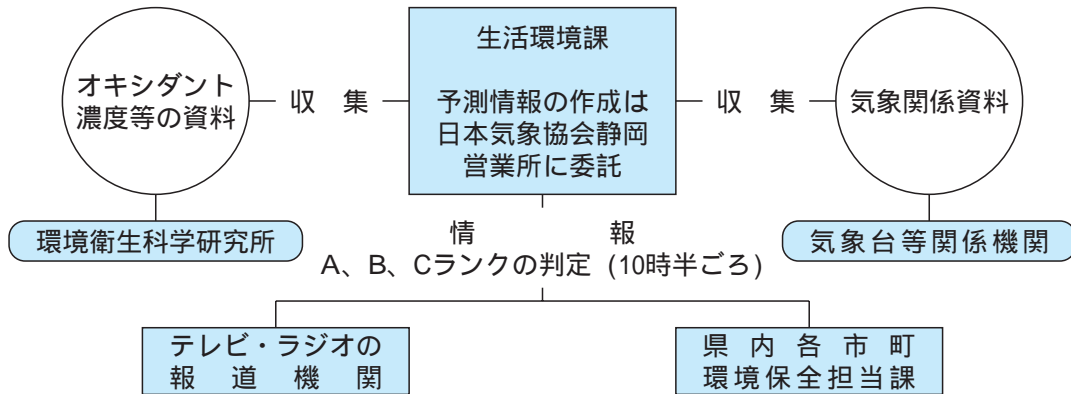 生活環境課
オキシダント
濃度等の資料
収集
予測情報の作成は
日本気象協会静岡
営業所に委託
収集
気象関係資料
環境衛生科学研究所
気象台等関係機関
情報
A、B、Cランクの判定（10時半ごろ）
テレビ・ラジオの
報道機関
県内各市町
環境保全担当課